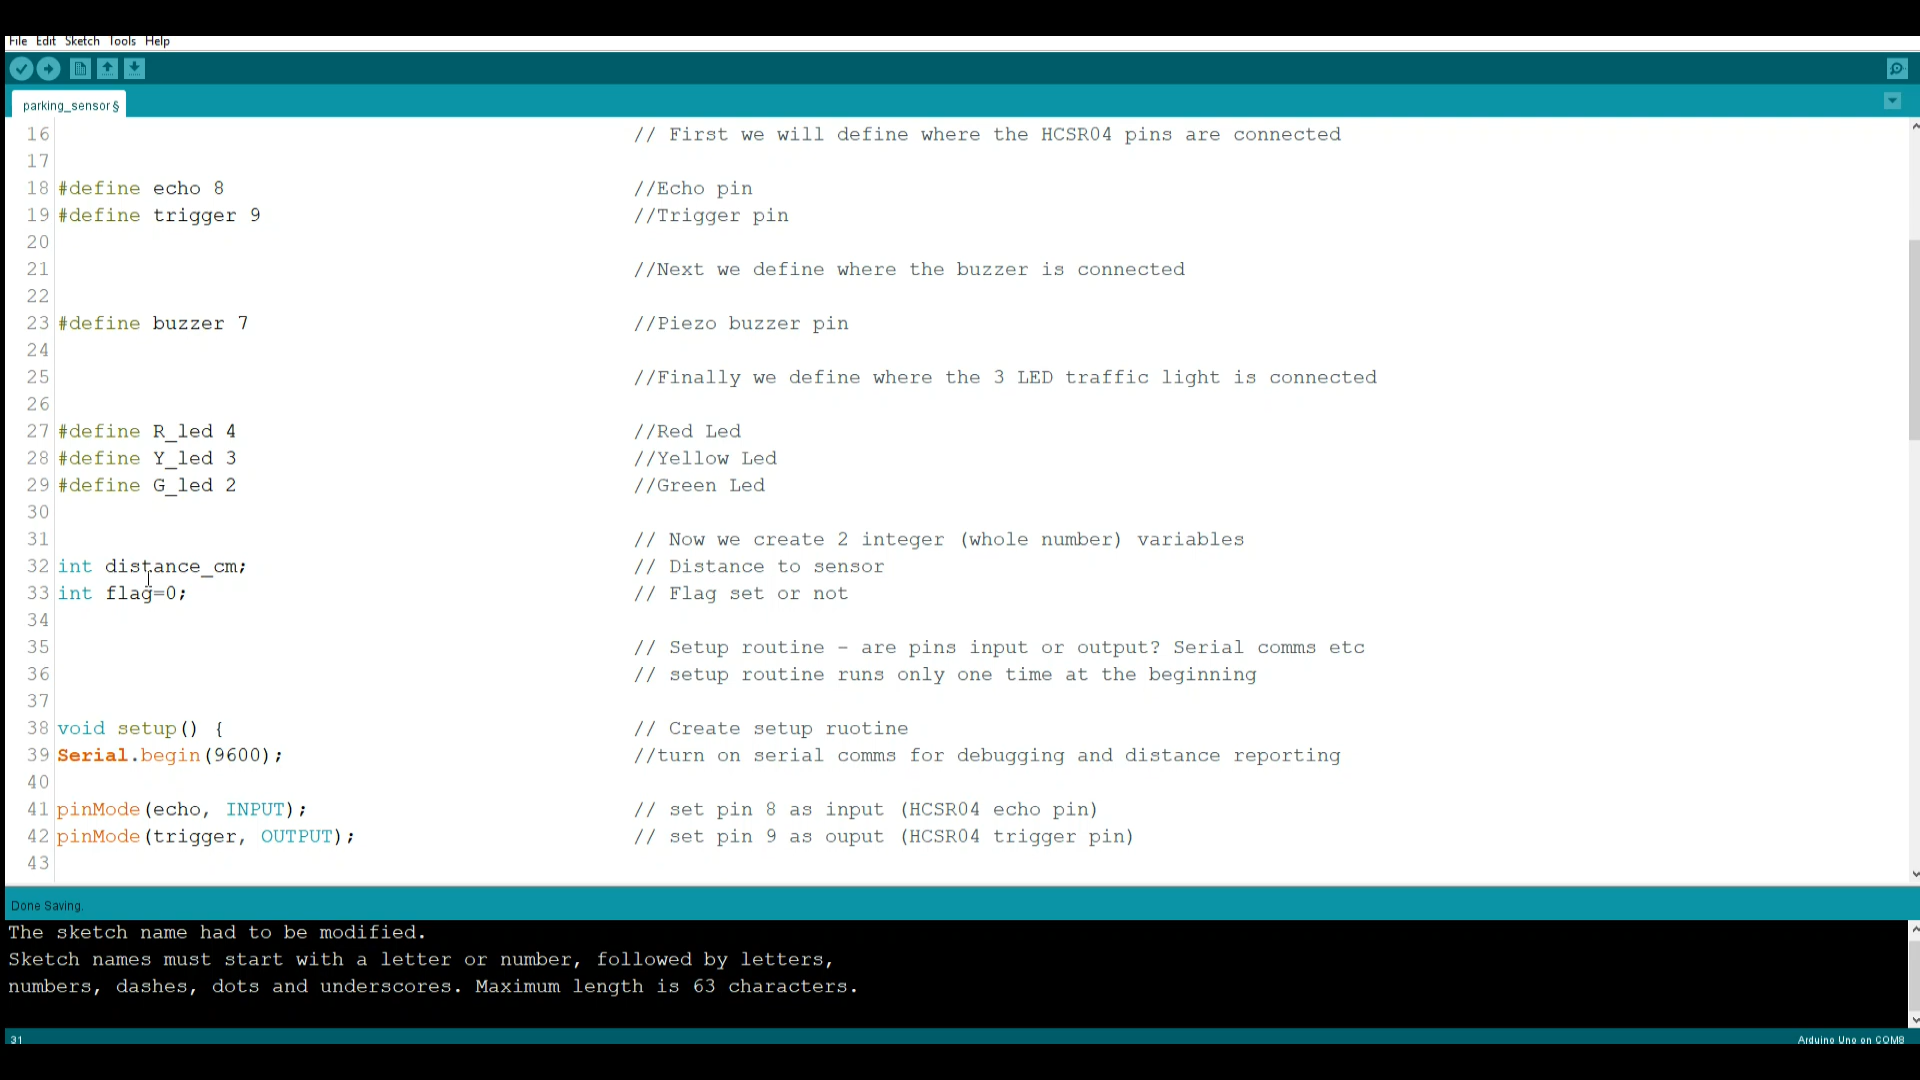 File Edit Sketch Tools Help
parking_sensor§
16 // First we will define where the HCSR04 pins are connected
17
18 #define echo 8 //Echo pin
19 #define trigger 9 //Trigger pin
20
21 //Next we define where the buzzer is connected
22
23 #define buzzer 7 //Piezo buzzer pin
24
25 //Finally we define where the 3 LED traffic light is connected
26
27 #define R_led 4 //Red Led
28 #define Y_led 3 //Yellow Led
29 #define G_led 2 //Green Led
30
31 // Now we create 2 integer (whole number) variables
32 int distance_cm; // Distance to sensor
33 int flag=0; // Flag set or not
34
35 // Setup routine - are pins input or output? Serial comms etc
36 // setup routine runs only one time at the beginning
37
38 void setup() { // Create setup ruotine
39 Serial.begin(9600); //turn on serial comms for debugging and distance reporting
40
41 pinMode(echo, INPUT); // set pin 8 as input (HCSR04 echo pin)
42 pinMode(trigger, OUTPUT); // set pin 9 as ouput (HCSR04 trigger pin)
43
Done Saving.
The sketch name had to be modified.
Sketch names must start with a letter or number, followed by letters,
numbers, dashes, dots and underscores. Maximum length is 63 characters.
31 Arduino Uno on COM8